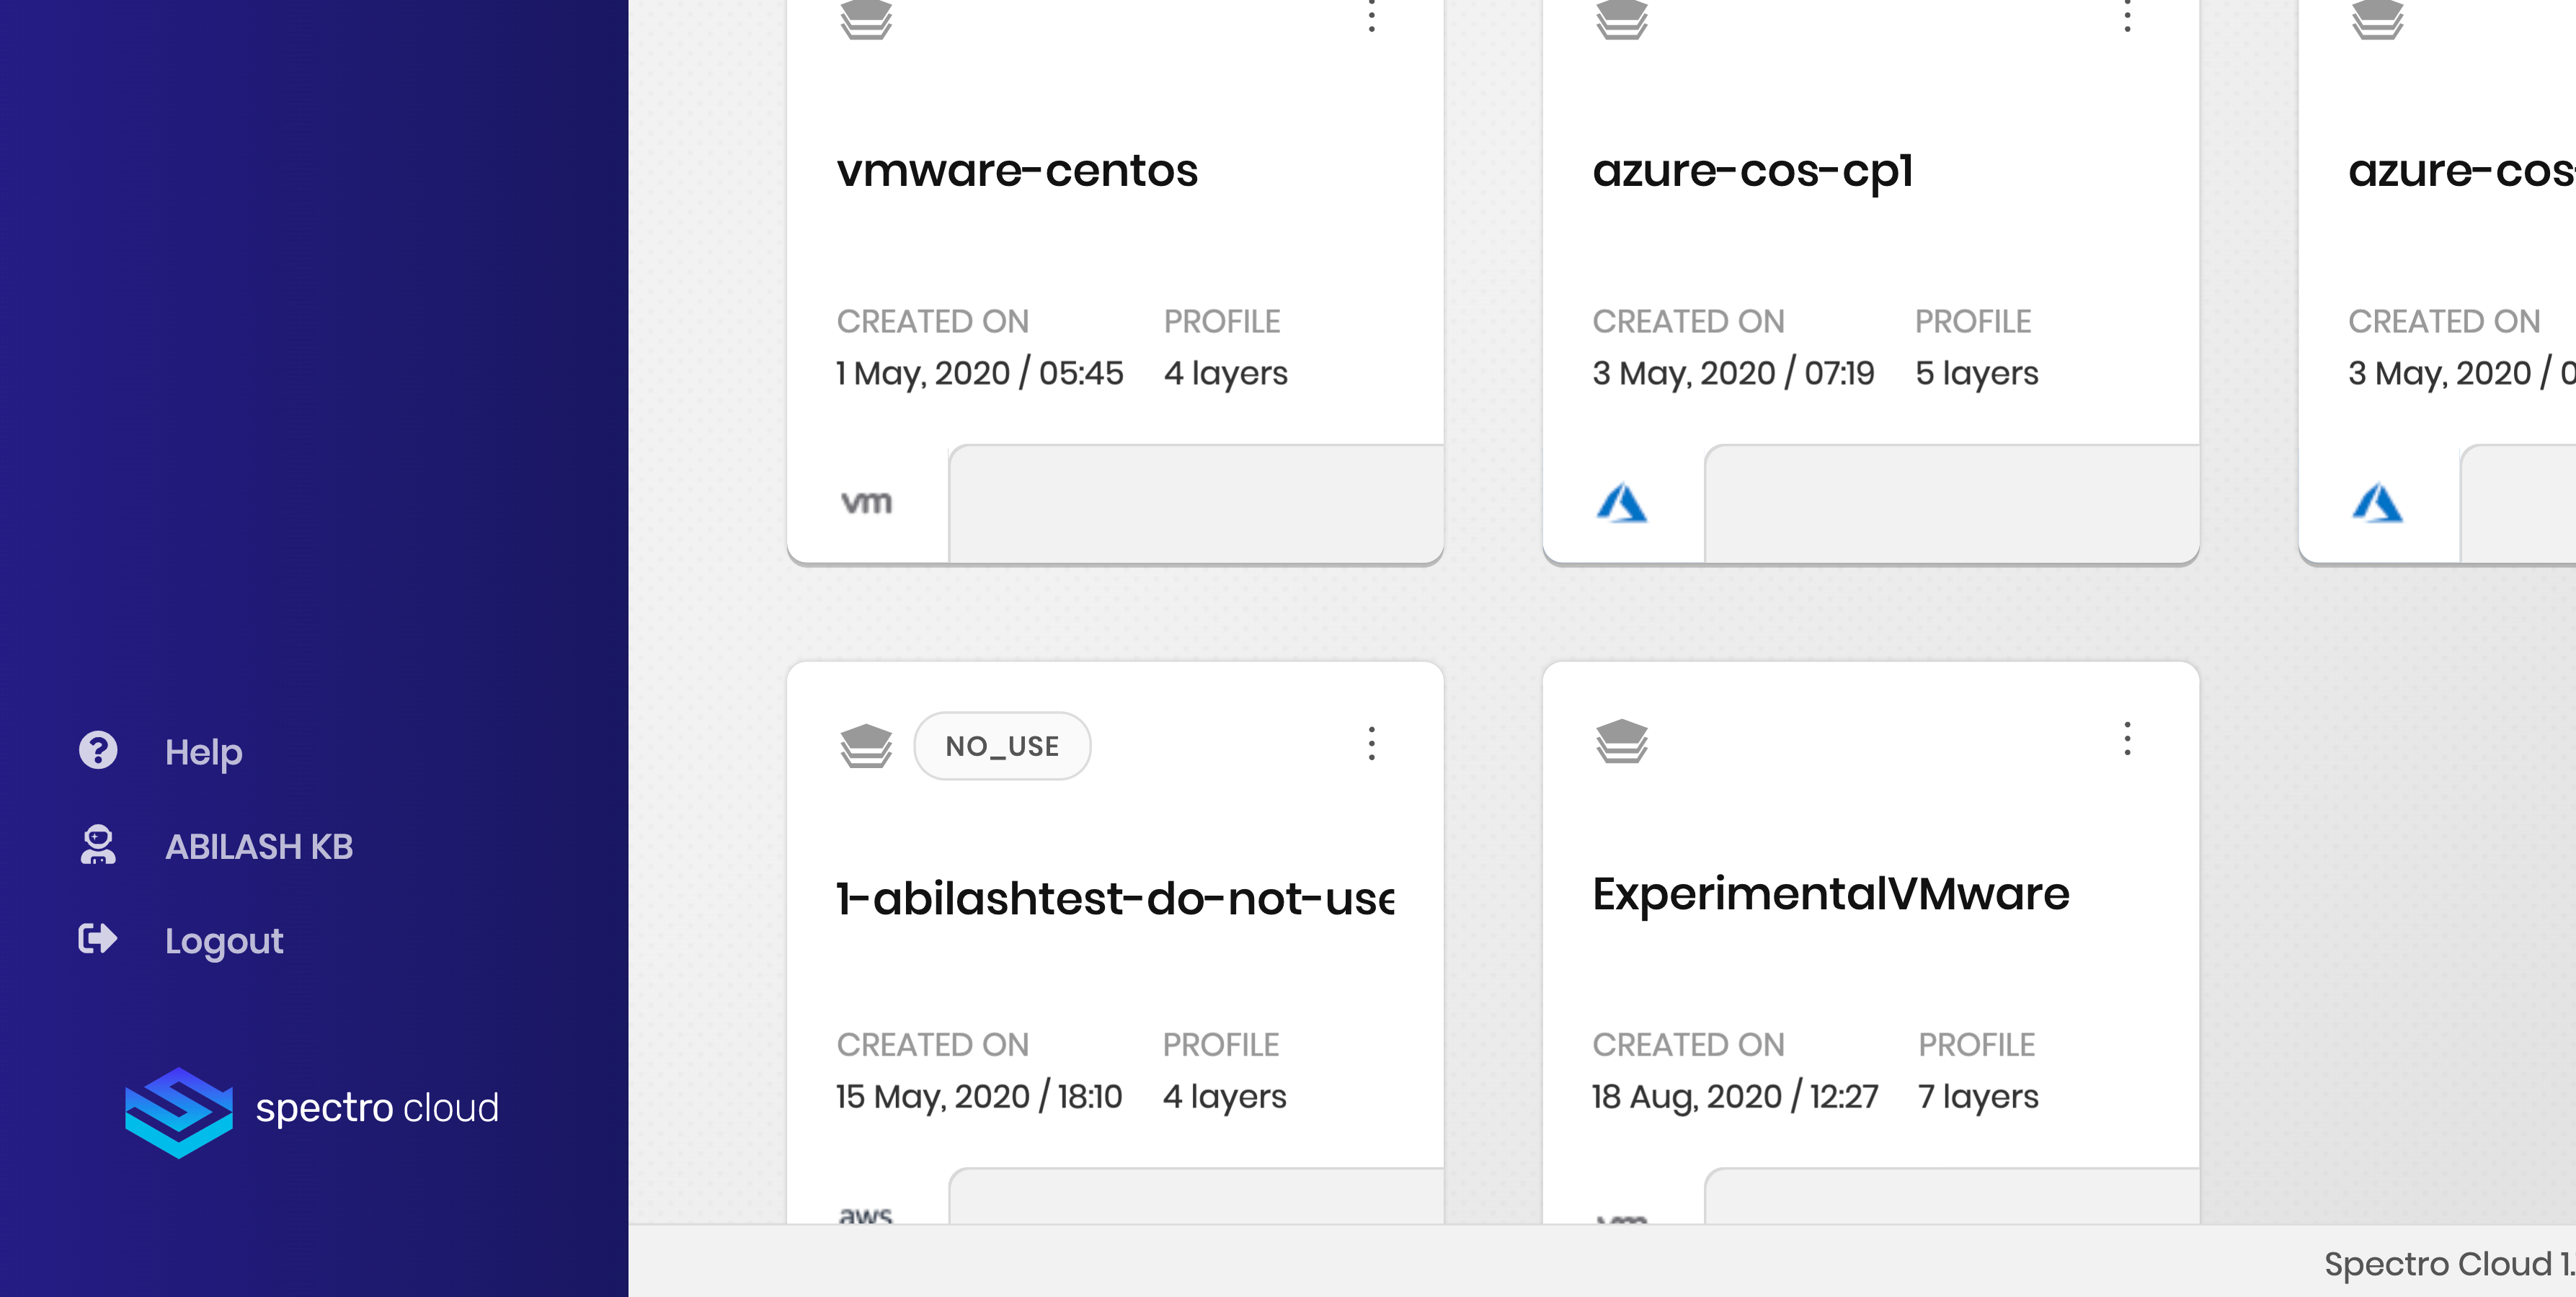 vmware-centos
CREATED ON PROFILE
1 May, 2020 / 05:45 4 layers
vm
azure-cos-cp1
CREATED ON PROFILE
3 May, 2020 / 07:19 5 layers
azure-cos
CREATED ON
3 May, 2020 /
NO_USE
1-abilashtest-do-not-use
CREATED ON PROFILE
15 May, 2020 / 18:10 4 layers
aws
ExperimentalVMware
CREATED ON PROFILE
18 Aug, 2020 / 12:27 7 layers
Help
ABILASH KB
Logout
spectro cloud
Spectro Cloud 1.